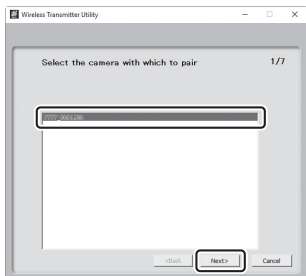 Wireless Transmitter Utility
Select the camera with which to pair
1/7
<Back
Next>
Cancel